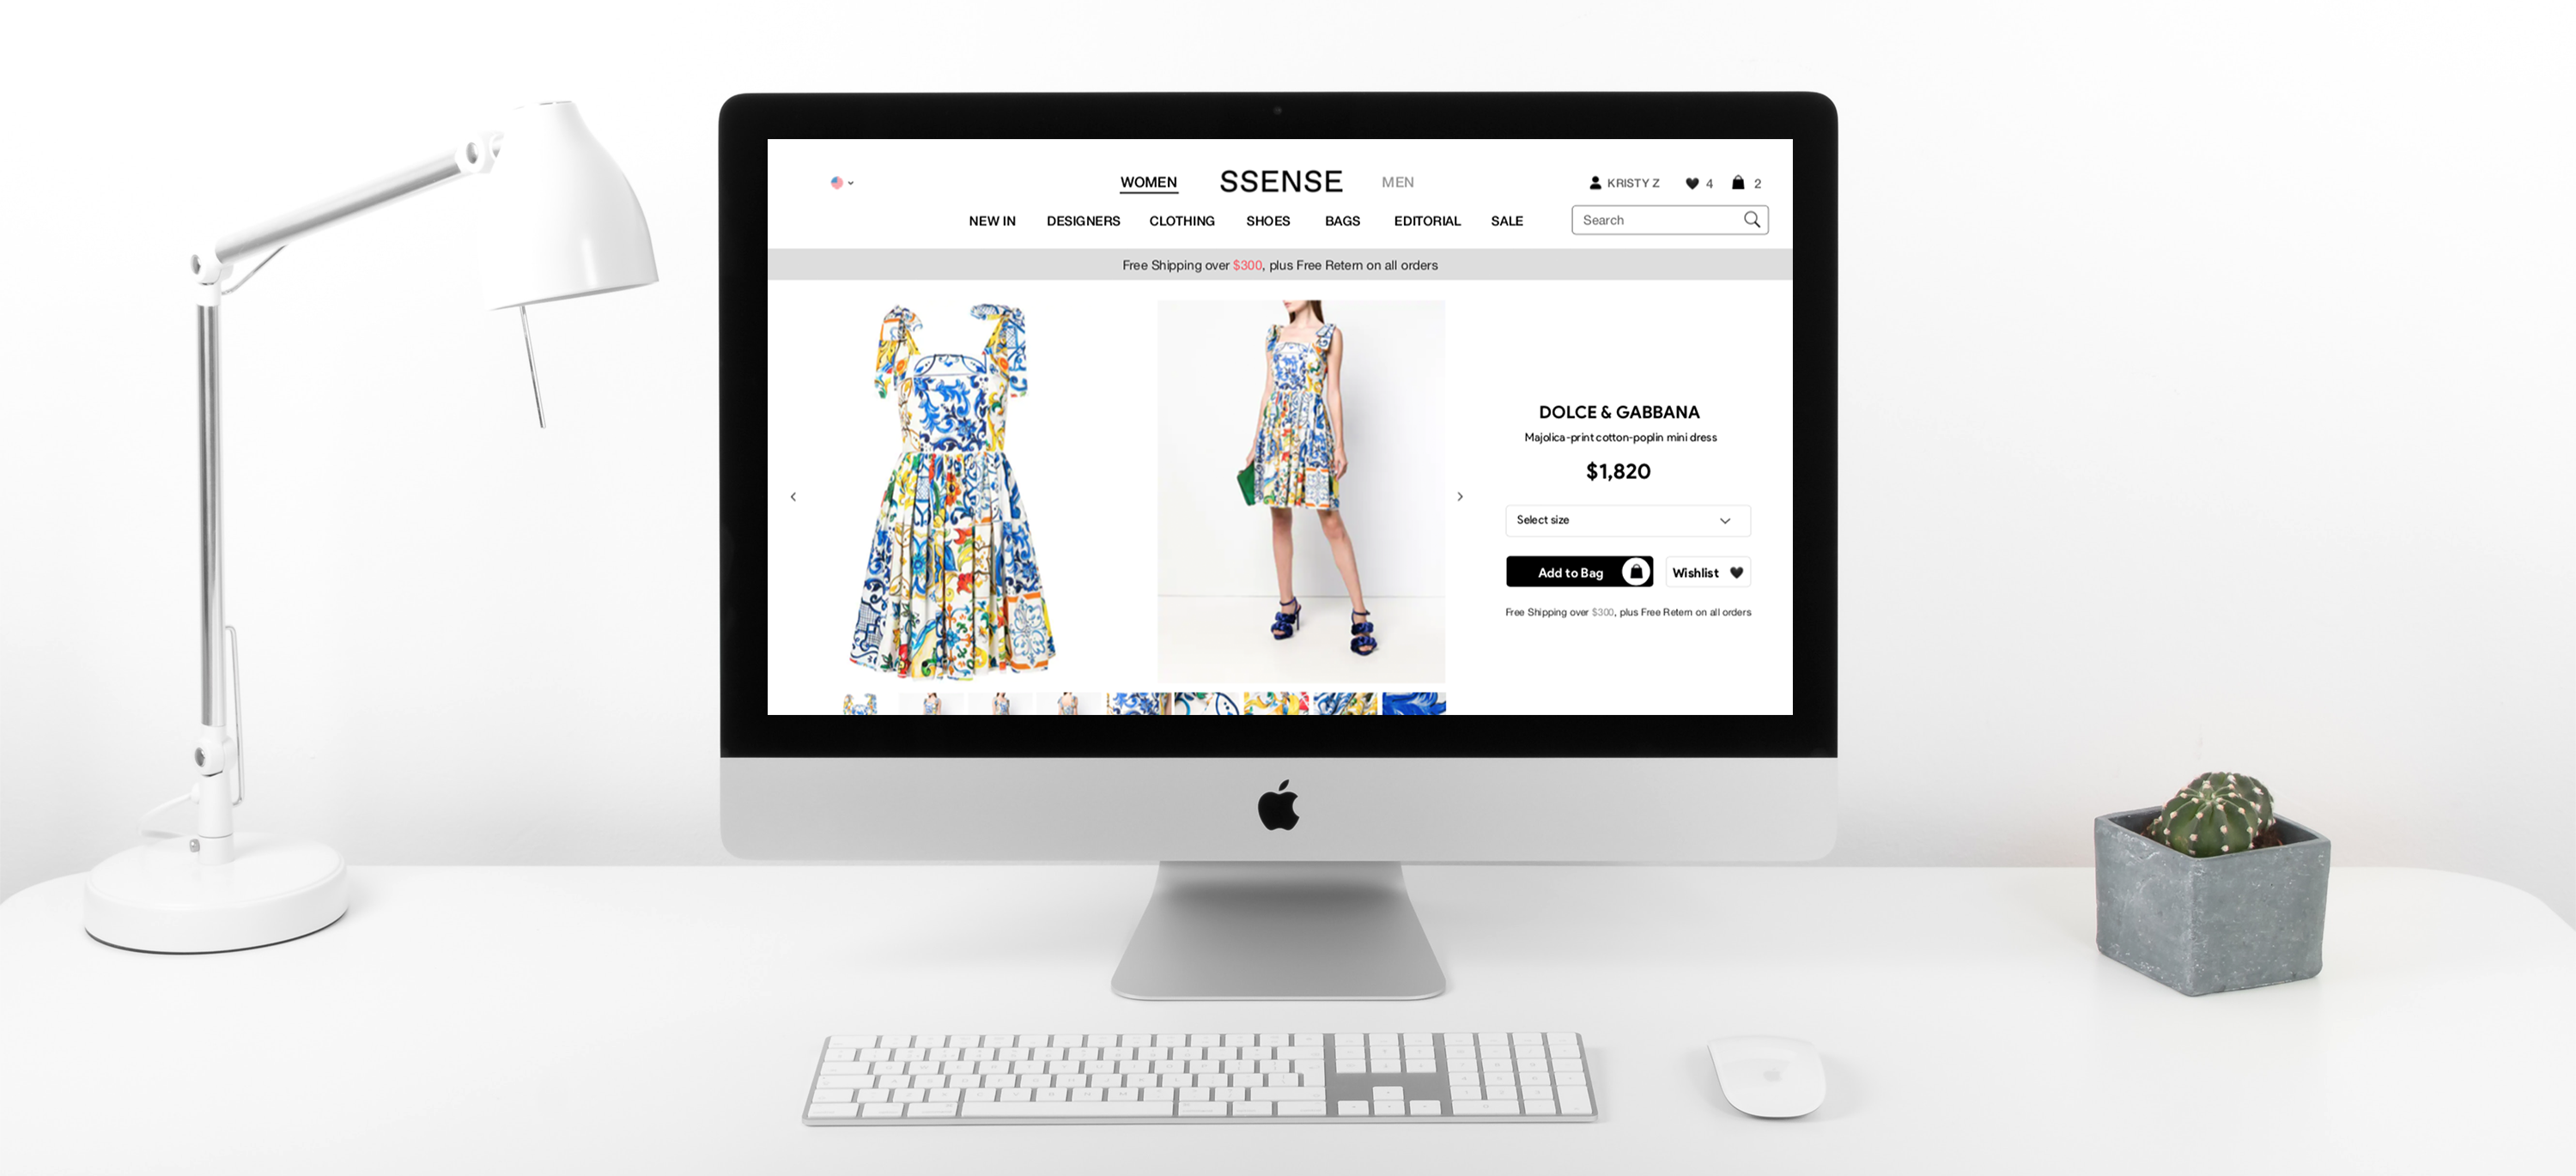 WOMEN SSENSE MEN KRISTY Z 4 2
NEW IN DESIGNERS CLOTHING SHOES BAGS EDITORIAL SALE Search
Free Shipping over $300, plus Free Retern on all orders
DOLCE & GABBANA
Majolica-print cotton-poplin mini dress
$1,820
Select size
Add to Bag Wishlist
Free Shipping over $300, plus Free Retern on all orders